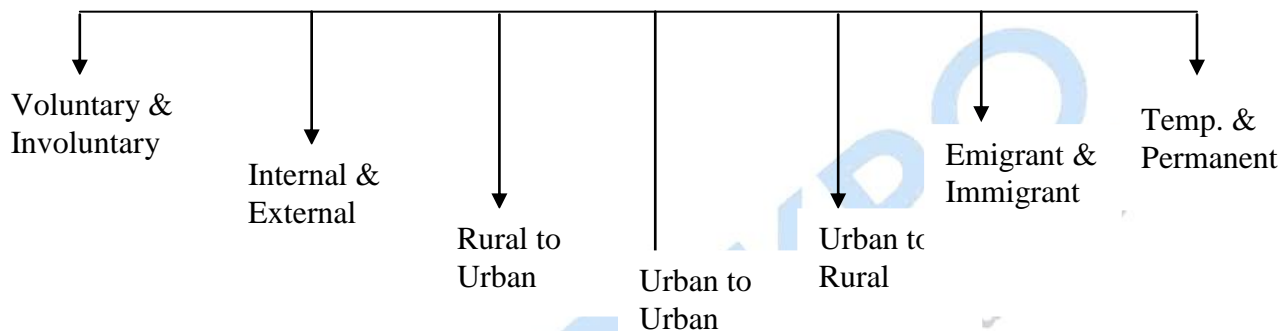 Voluntary &
Involuntary
Internal &
External
Rural to
Urban
Urban to
Urban
Urban to
Rural
Emigrant &
Immigrant
Temp. &
Permanent